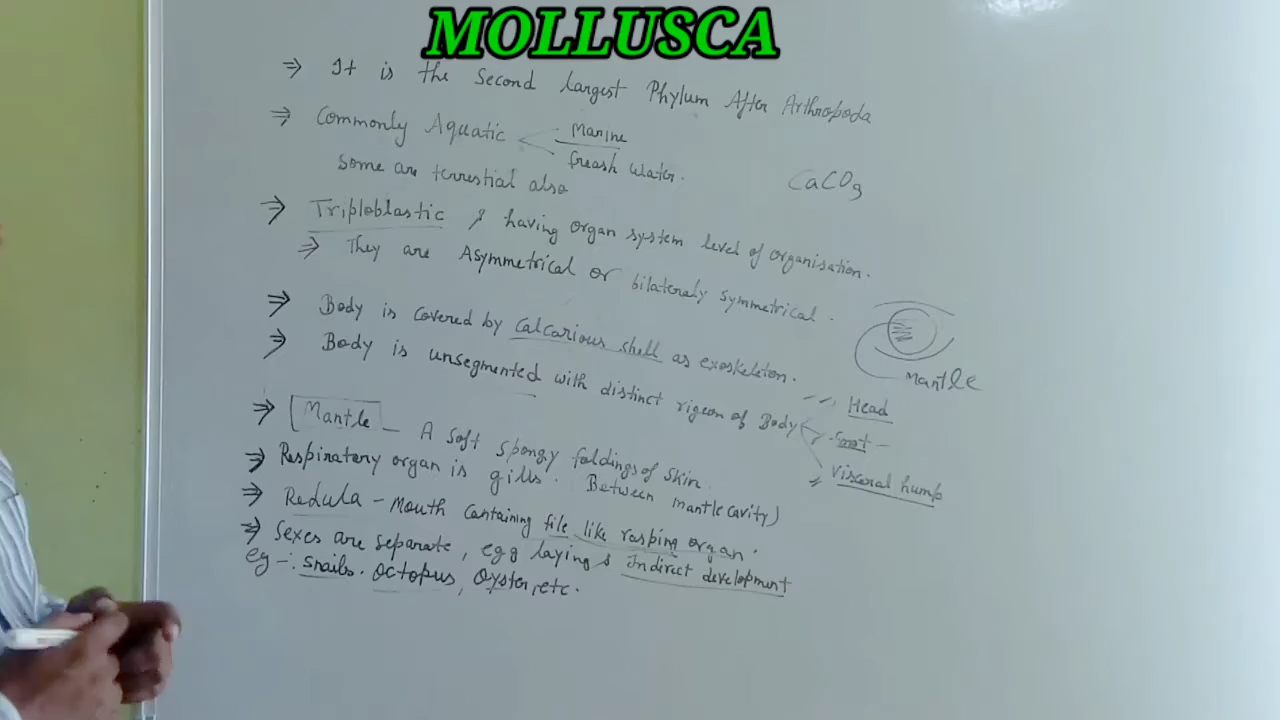 MOLLUSCA
⇒ It is the Second largest Phylum After Arthropoda
⇒ Commonly Aquatic
Marine
freash water.
Some are terrestial also
CaCO3
⇒ Triploblastic & having organ system level of organisation.
⇒ They are Asymmetrical or bilateraly symmetrical.
⇒ Body is covered by calcarious shell as exoskeleton.
⇒ Body is unsegmented with distinct rigeon of Body
Head
visceral hump
Mantle
⇒ Mantle - A soft spongy foldings of skin.
⇒ Respiratory organ is gills. Between mantle cavity)
⇒ Redula - Mouth containing file like rasping organ.
⇒ Sexes are separate, egg laying & Indirect development
eg -: snails. octopus, Oyster, etc.